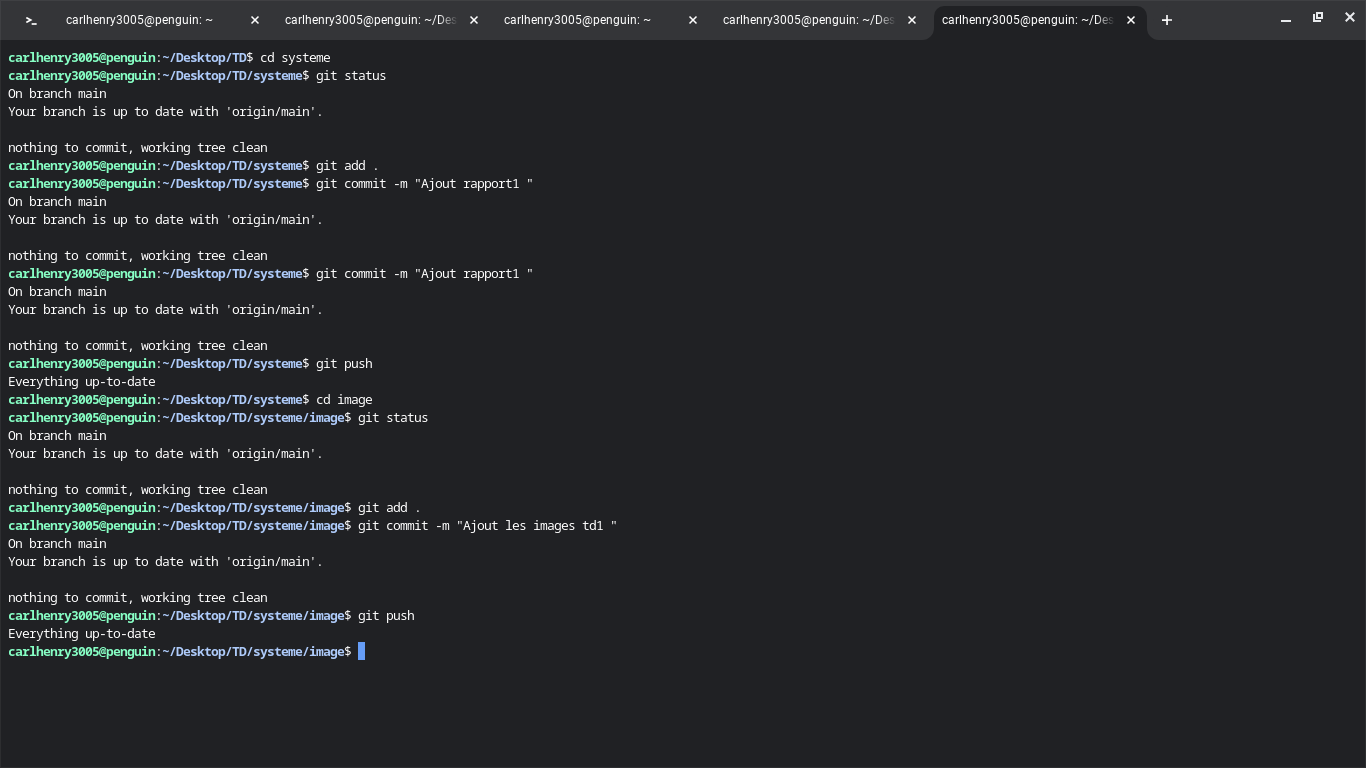 carlhenry3005@penguin: ~
carlhenry3005@penguin: ~/Des
carlhenry3005@penguin: ~
carlhenry3005@penguin: ~/Des
carlhenry3005@penguin: ~/Des
carlhenry3005@penguin:~/Desktop/TD$ cd systeme
carlhenry3005@penguin:~/Desktop/TD/systeme$ git status
On branch main
Your branch is up to date with 'origin/main'.
nothing to commit, working tree clean
carlhenry3005@penguin:~/Desktop/TD/systeme$ git add .
carlhenry3005@penguin:~/Desktop/TD/systeme$ git commit -m "Ajout rapport1 "
On branch main
Your branch is up to date with 'origin/main'.
nothing to commit, working tree clean
carlhenry3005@penguin:~/Desktop/TD/systeme$ git commit -m "Ajout rapport1 "
On branch main
Your branch is up to date with 'origin/main'.
nothing to commit, working tree clean
carlhenry3005@penguin:~/Desktop/TD/systeme$ git push
Everything up-to-date
carlhenry3005@penguin:~/Desktop/TD/systeme$ cd image
carlhenry3005@penguin:~/Desktop/TD/systeme/image$ git status
On branch main
Your branch is up to date with 'origin/main'.
nothing to commit, working tree clean
carlhenry3005@penguin:~/Desktop/TD/systeme/image$ git add .
carlhenry3005@penguin:~/Desktop/TD/systeme/image$ git commit -m "Ajout les images td1 "
On branch main
Your branch is up to date with 'origin/main'.
nothing to commit, working tree clean
carlhenry3005@penguin:~/Desktop/TD/systeme/image$ git push
Everything up-to-date
carlhenry3005@penguin:~/Desktop/TD/systeme/image$